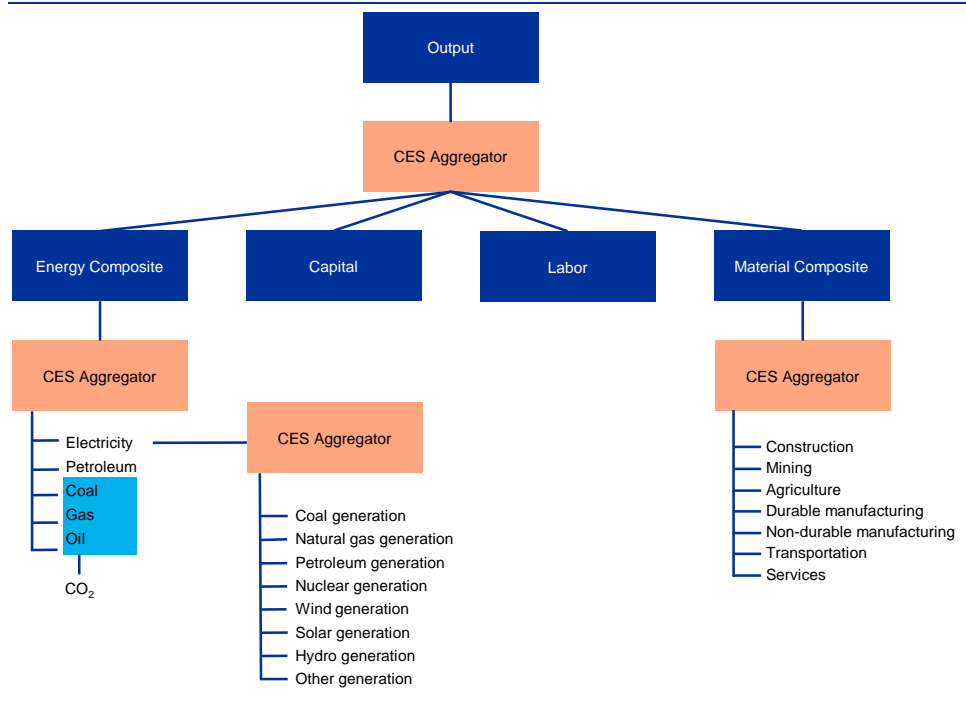 Output
CES Aggregator
Energy Composite
Capital
Labor
Material Composite
CES Aggregator
CES Aggregator
Electricity
Petroleum
Coal
Gas
Oil
CO₂
CES Aggregator
Coal generation
Natural gas generation
Petroleum generation
Nuclear generation
Wind generation
Solar generation
Hydro generation
Other generation
Construction
Mining
Agriculture
Durable manufacturing
Non-durable manufacturing
Transportation
Services